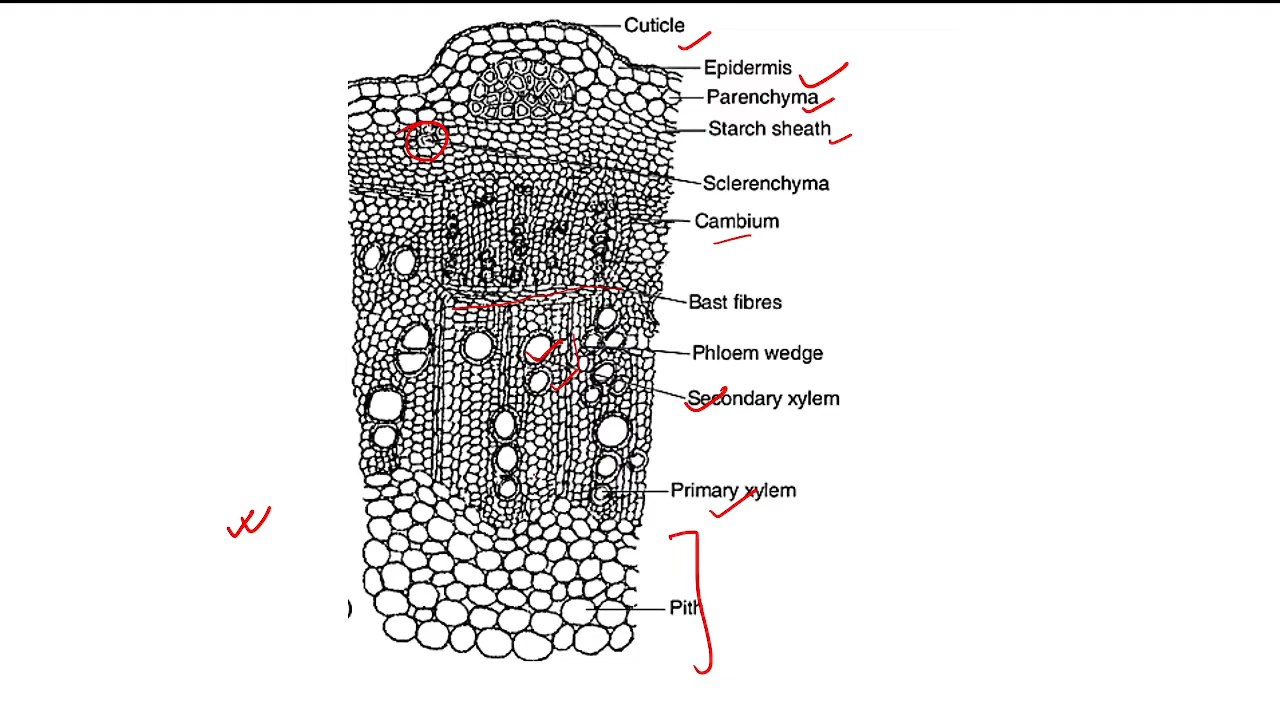 Cuticle
Epidermis
Parenchyma
Starch sheath
Sclerenchyma
Cambium
Bast fibres
Phloem wedge
Secondary xylem
Primary xylem
Pith